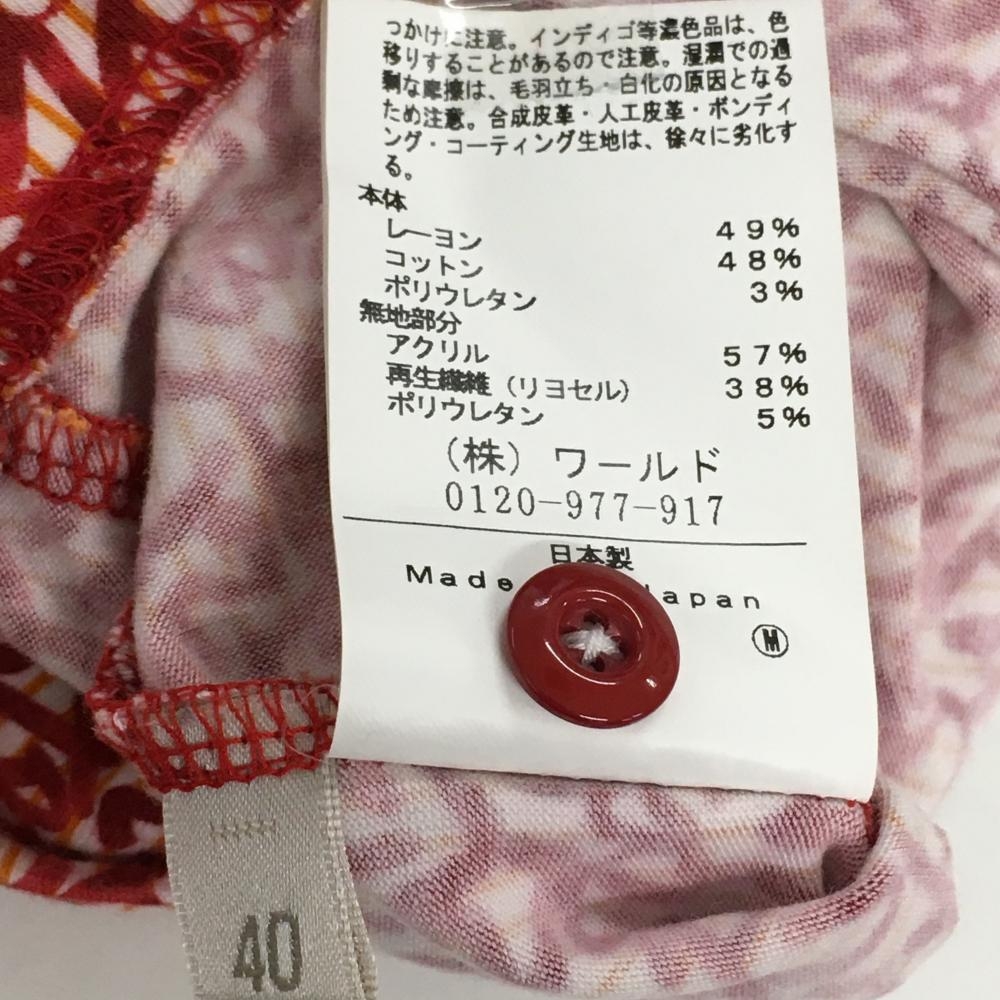 っかけに注意。インディゴ等濃色品は、色
移りすることがあるので注意。湿潤での過
剰な摩擦は、毛羽立ち・白化の原因となる
ため注意。合成皮革・人工皮革・ボンディ
ング・コーティング生地は、徐々に劣化す
る。
本体
レーヨン 49%
コットン 48%
ポリウレタン 3%
無地部分
アクリル 57%
再生繊維（リヨセル） 38%
ポリウレタン 5%
（株）ワールド
0120-977-917
日本製
Made Japan
Ⓜ
40